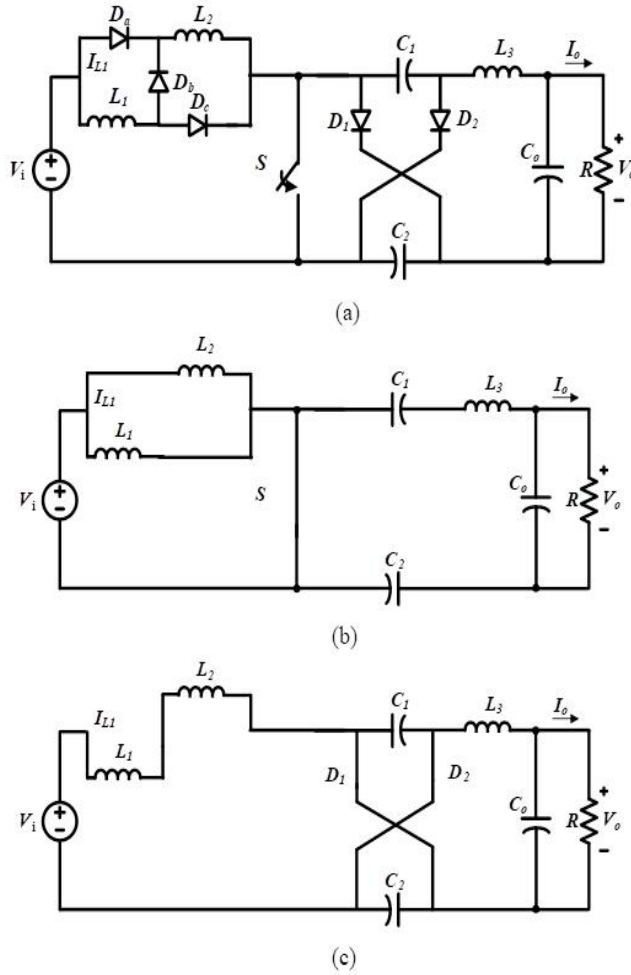 Da L2
IL1 Db
L1 Dc
C1 L3 Io
D1 D2
Vi S Co R + Vo −
C2
(a)
L2
IL1
L1
C1 L3 Io
Vi S Co R + Vo −
C2
(b)
L2
IL1
L1
C1 L3 Io
D1 D2
Vi Co R + Vo −
C2
(c)